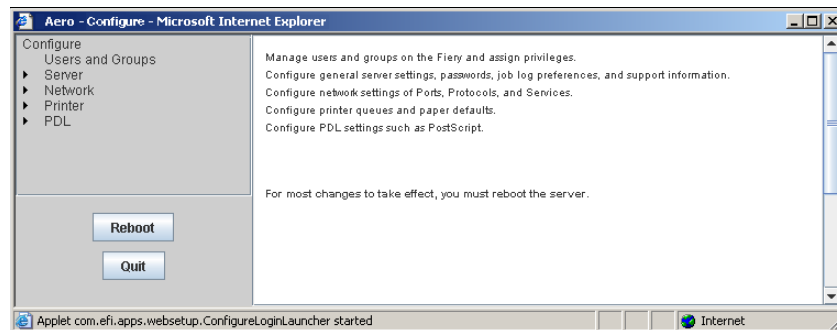 Aero - Configure - Microsoft Internet Explorer
Configure
Users and Groups
Server
Network
Printer
PDL
Manage users and groups on the Fiery and assign privileges.
Configure general server settings, passwords, job log preferences, and support information.
Configure network settings of Ports, Protocols, and Services.
Configure printer queues and paper defaults.
Configure PDL settings such as PostScript.
For most changes to take effect, you must reboot the server.
Reboot
Quit
Applet com.efi.apps.websetup.ConfigureLoginLauncher started
Internet